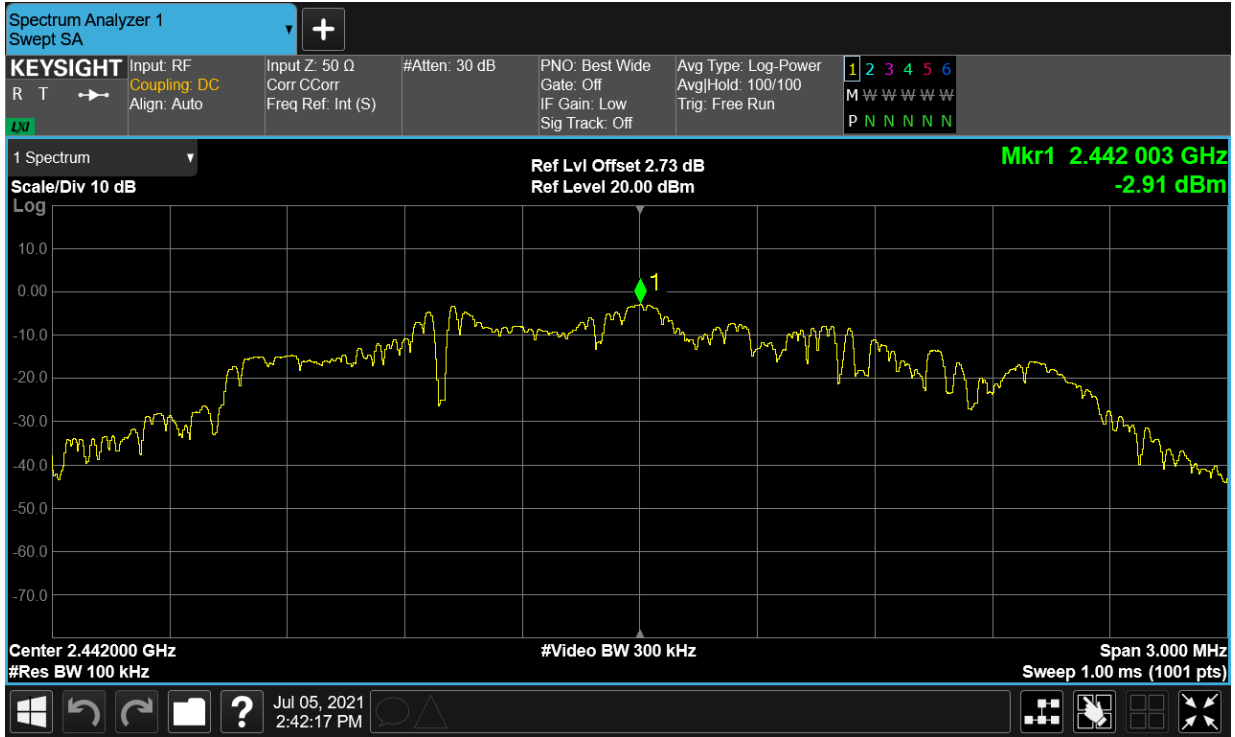 Spectrum Analyzer 1
Swept SA
KEYSIGHT
R T
LXI
Input: RF
Coupling: DC
Align: Auto
Input Z: 50 Ω
Corr CCorr
Freq Ref: Int (S)
#Atten: 30 dB
PNO: Best Wide
Gate: Off
IF Gain: Low
Sig Track: Off
Avg Type: Log-Power
Avg|Hold: 100/100
Trig: Free Run
1 2 3 4 5 6
M W W W W W
P N N N N N
1 Spectrum
Scale/Div 10 dB
Log
Ref Lvl Offset 2.73 dB
Ref Level 20.00 dBm
Mkr1 2.442 003 GHz
-2.91 dBm
10.0
0.00
-10.0
-20.0
-30.0
-40.0
-50.0
-60.0
-70.0
1
Center 2.442000 GHz
#Res BW 100 kHz
#Video BW 300 kHz
Span 3.000 MHz
Sweep 1.00 ms (1001 pts)
?
Jul 05, 2021
2:42:17 PM